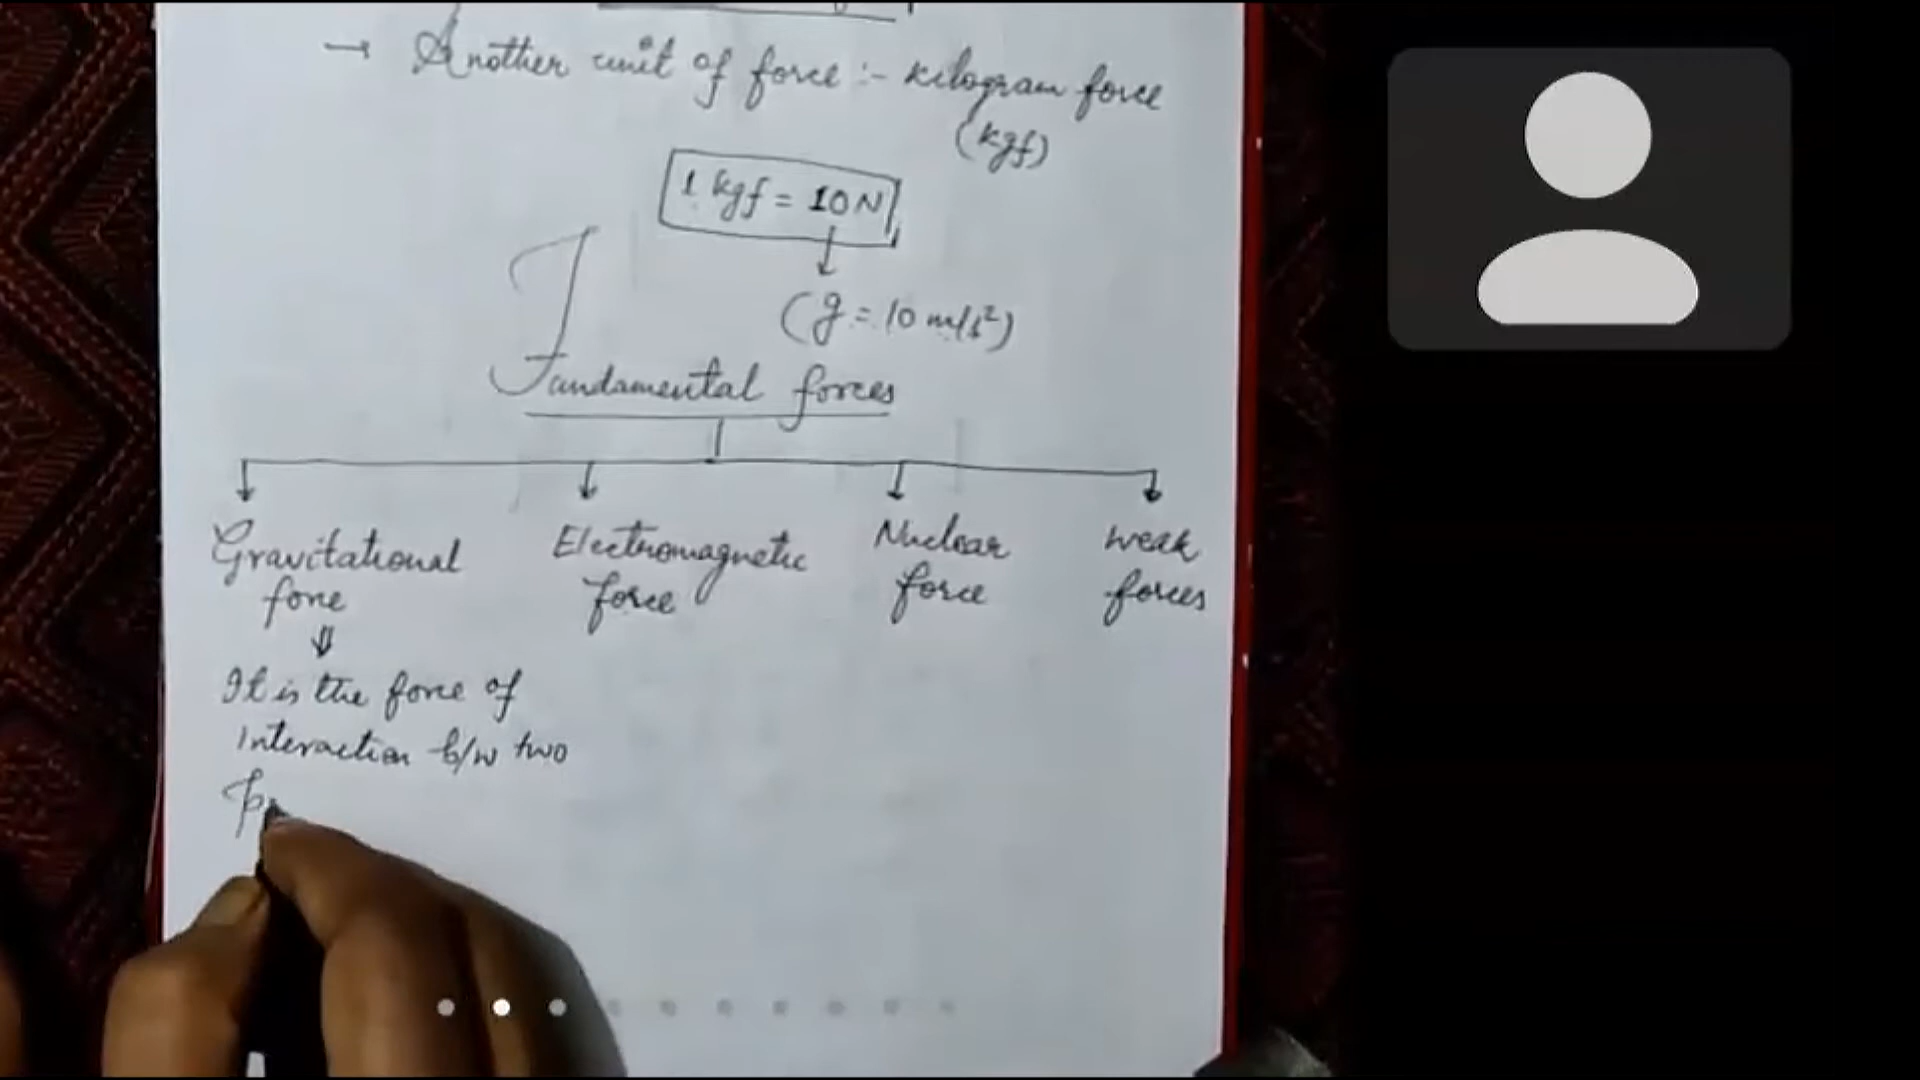 → Another unit of force :- kilogram force
(kgf)
1 kgf = 10N
(g = 10 m/s²)
Fundamental forces
Gravitational force
Electromagnetic force
Nuclear force
weak forces
It is the force of
Interaction b/w two